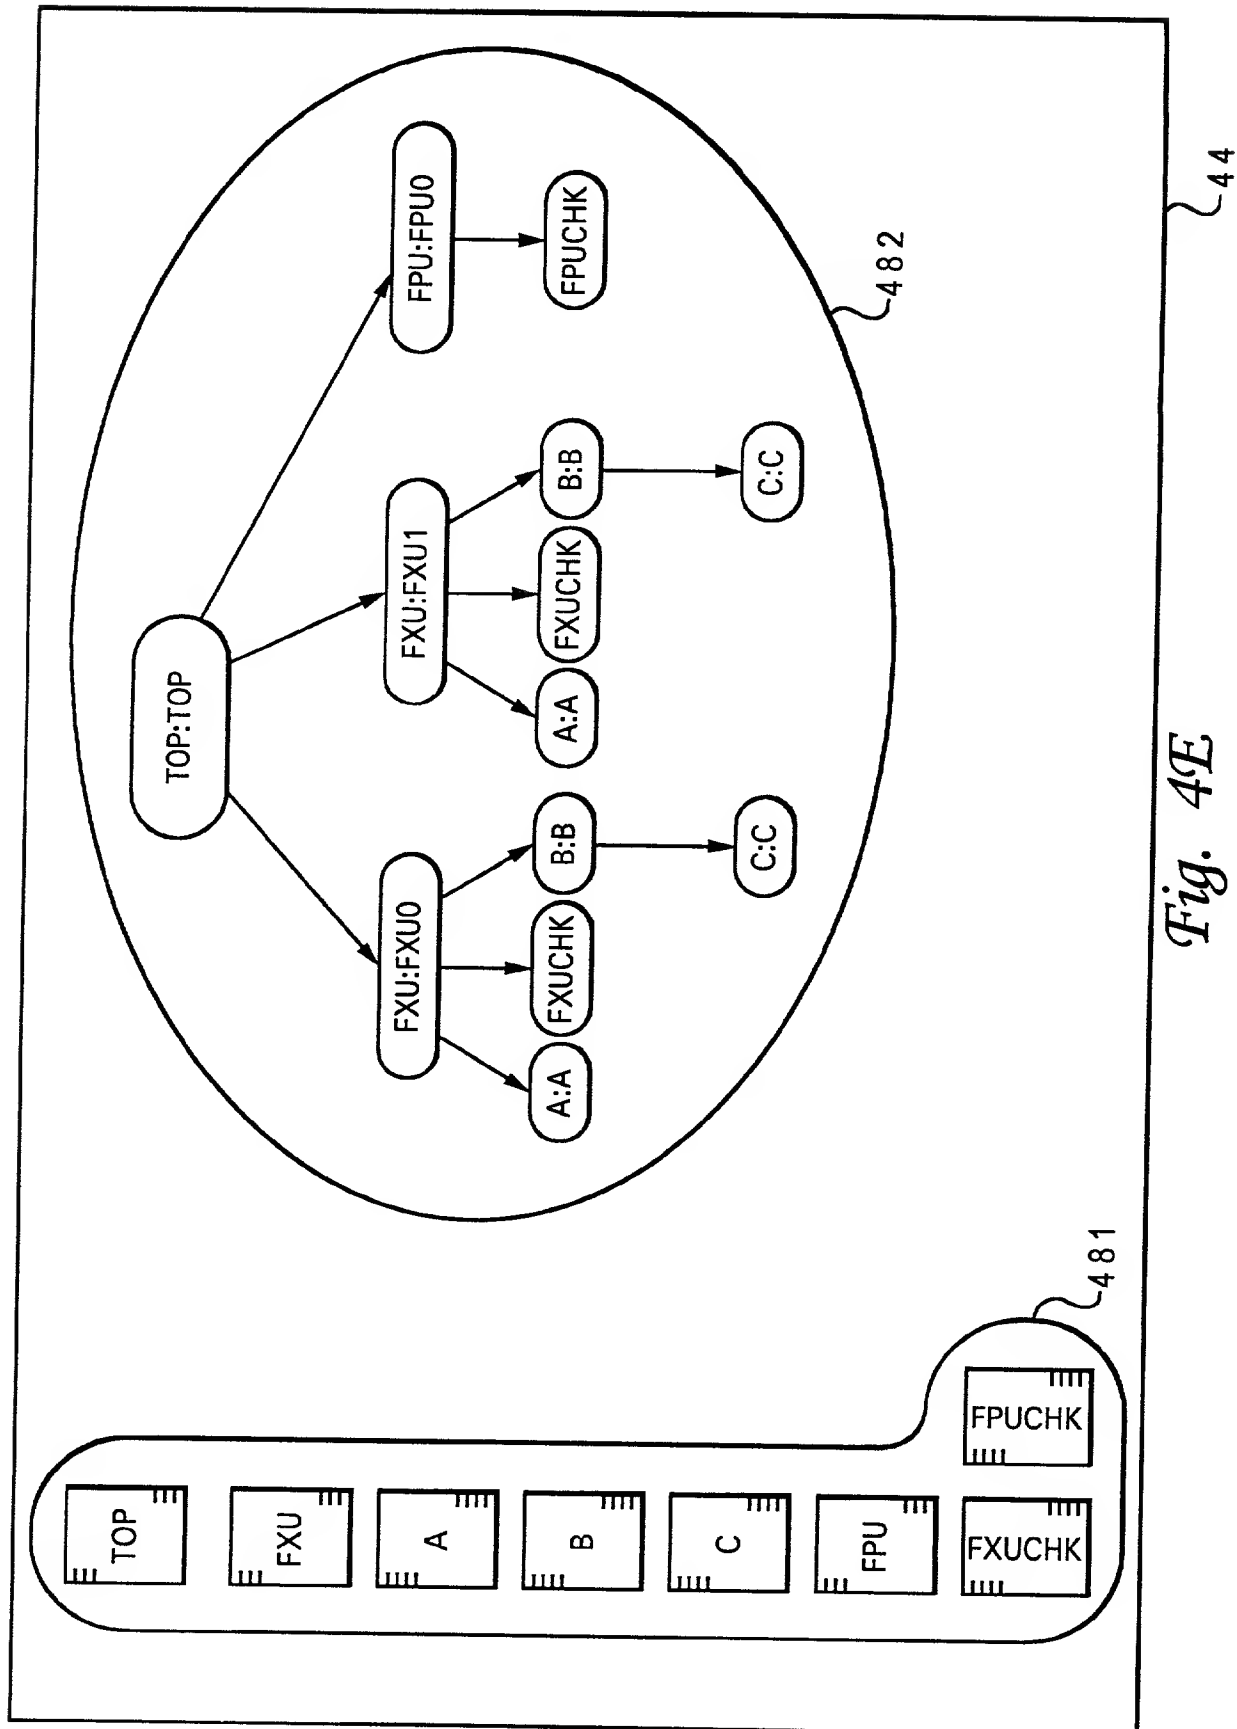 TOP
FXU
A
B
C
FPU
FXUCHK
FPUCHK
481
TOP:TOP
FXU:FXU0
FXU:FXU1
FPU:FPU0
A:A
FXUCHK
B:B
A:A
FXUCHK
B:B
FPUCHK
C:C
C:C
482
44
Fig. 4E